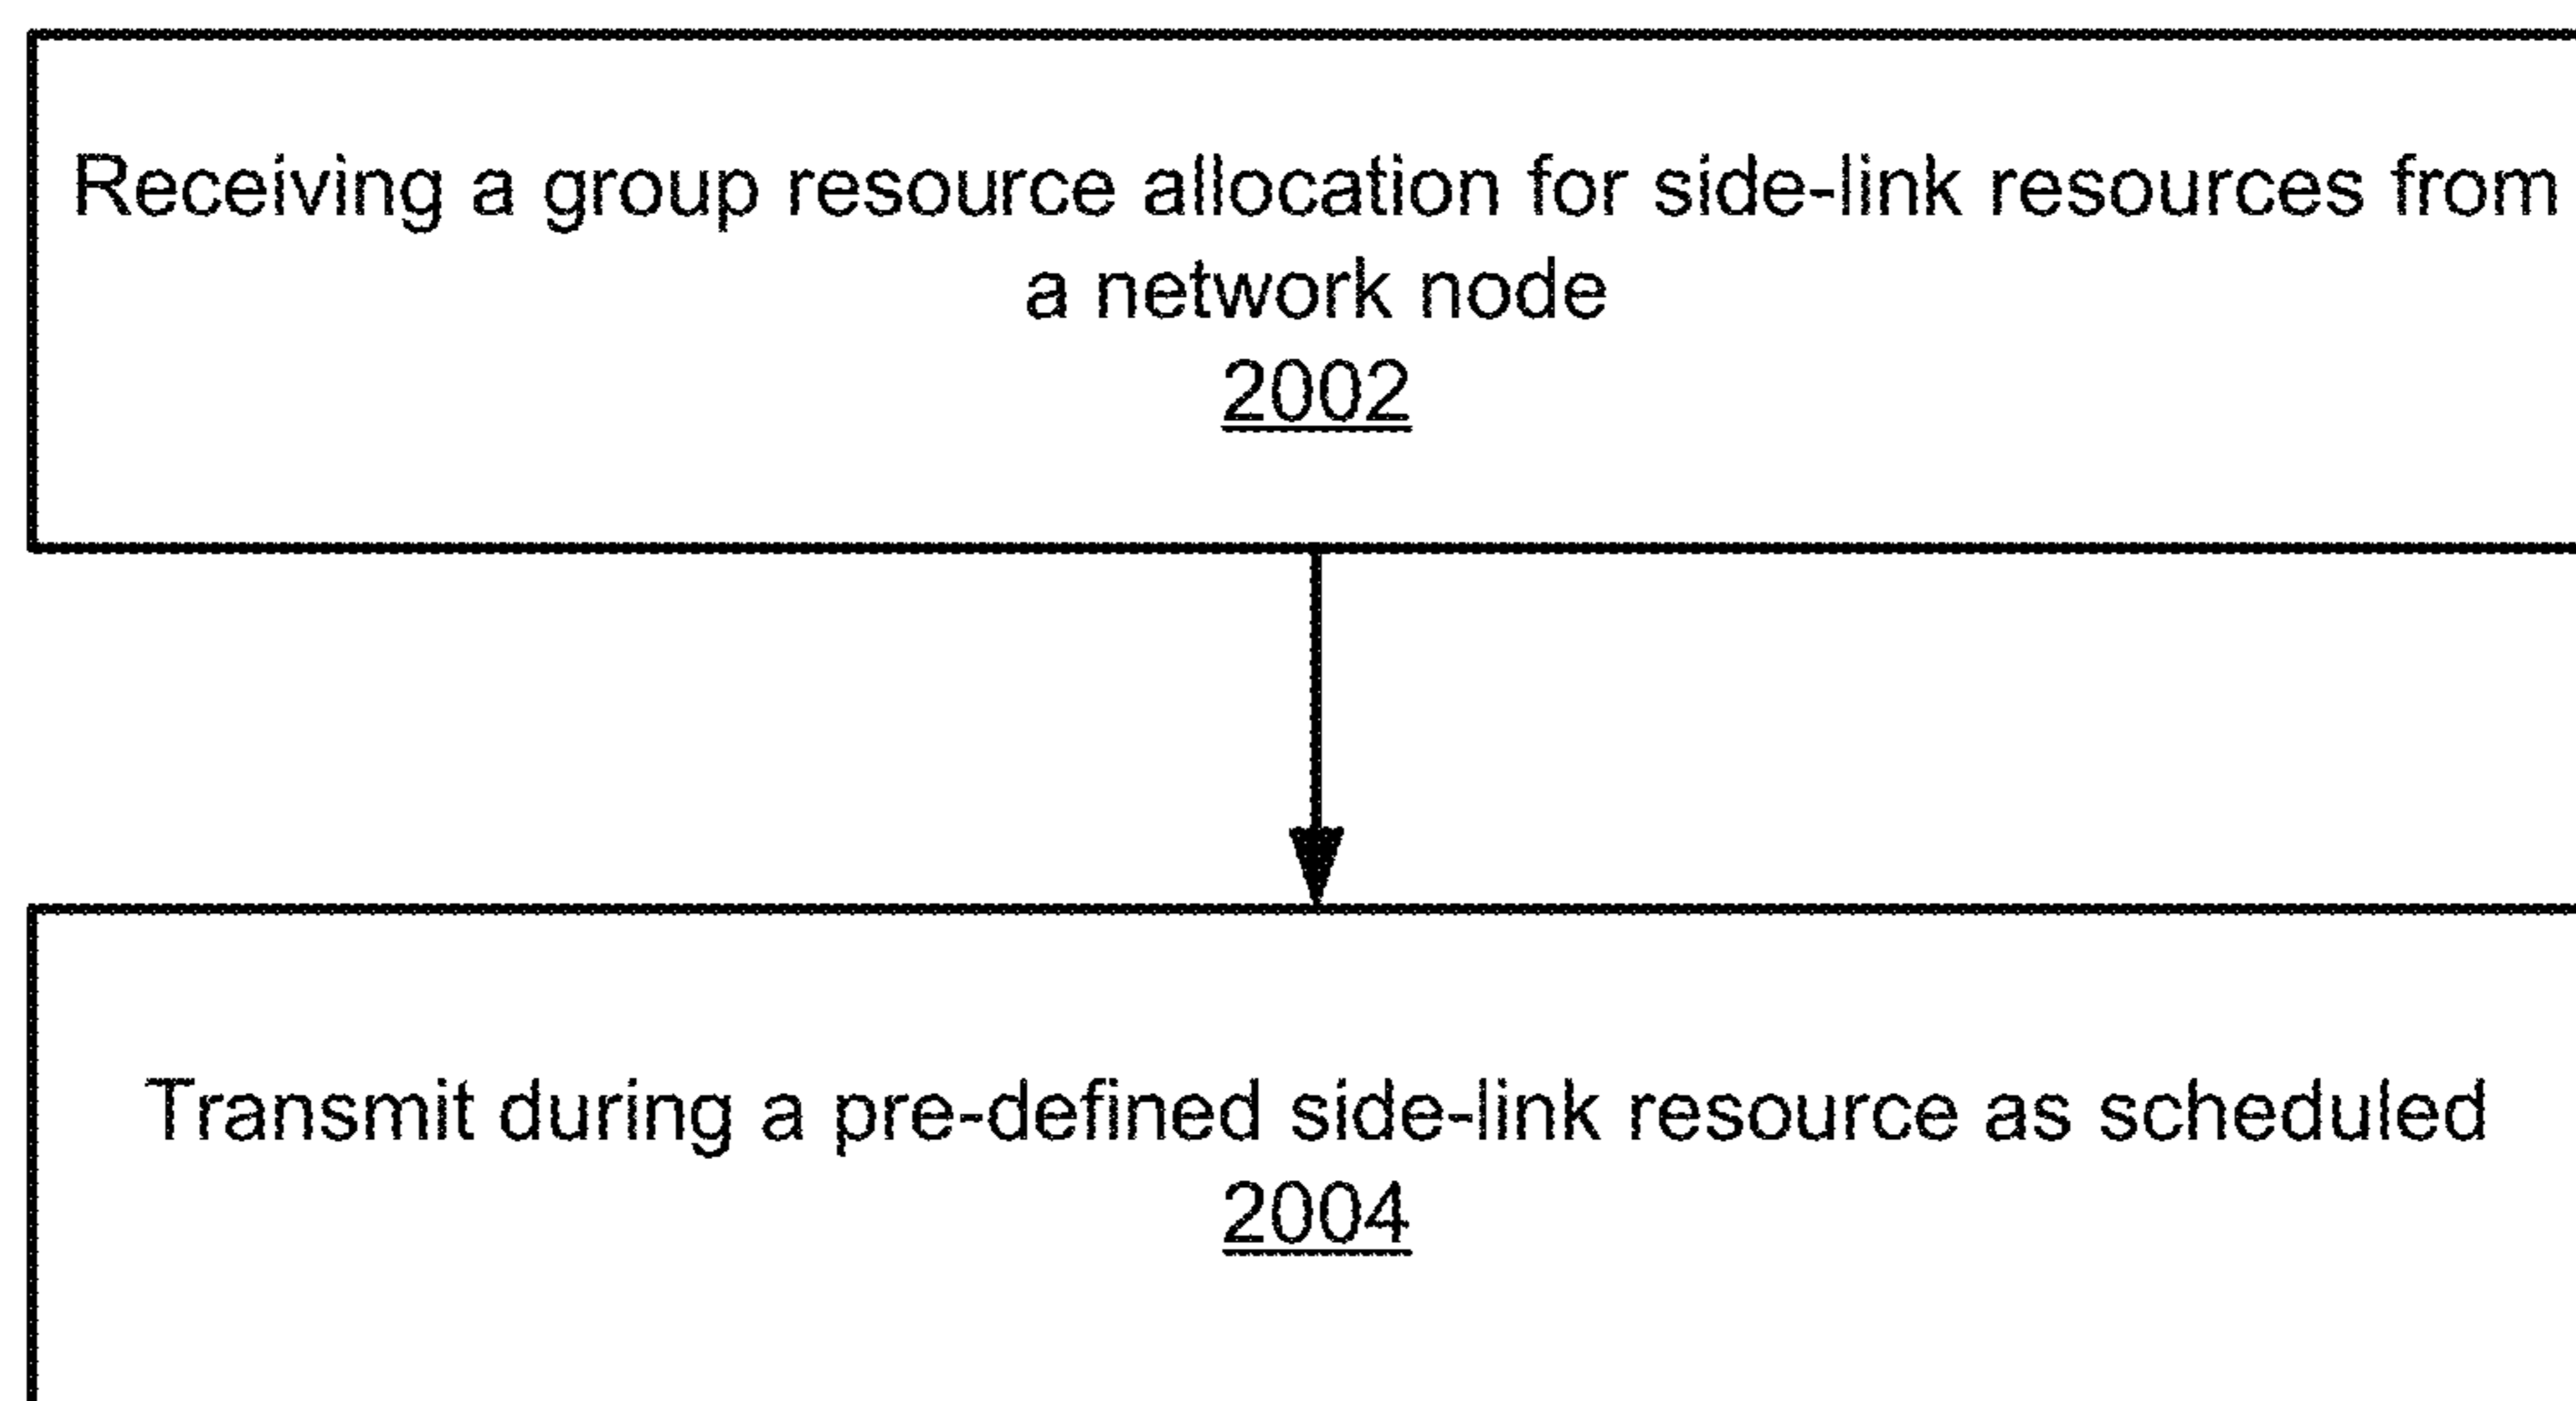 Receiving a group resource allocation for side-link resources from
a network node
2002
Transmit during a pre-defined side-link resource as scheduled
2004